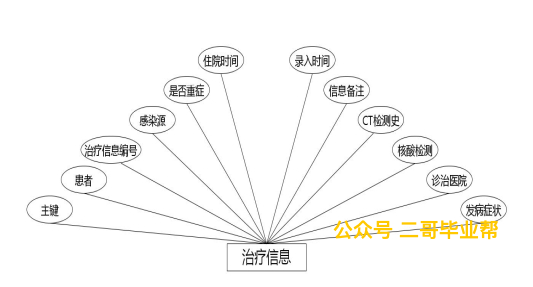 住院时间
录入时间
是否重症
信息备注
感染源
CT检测史
治疗信息编号
核酸检测
患者
诊治医院
主键
发病症状
公众号 二哥毕业帮
治疗信息